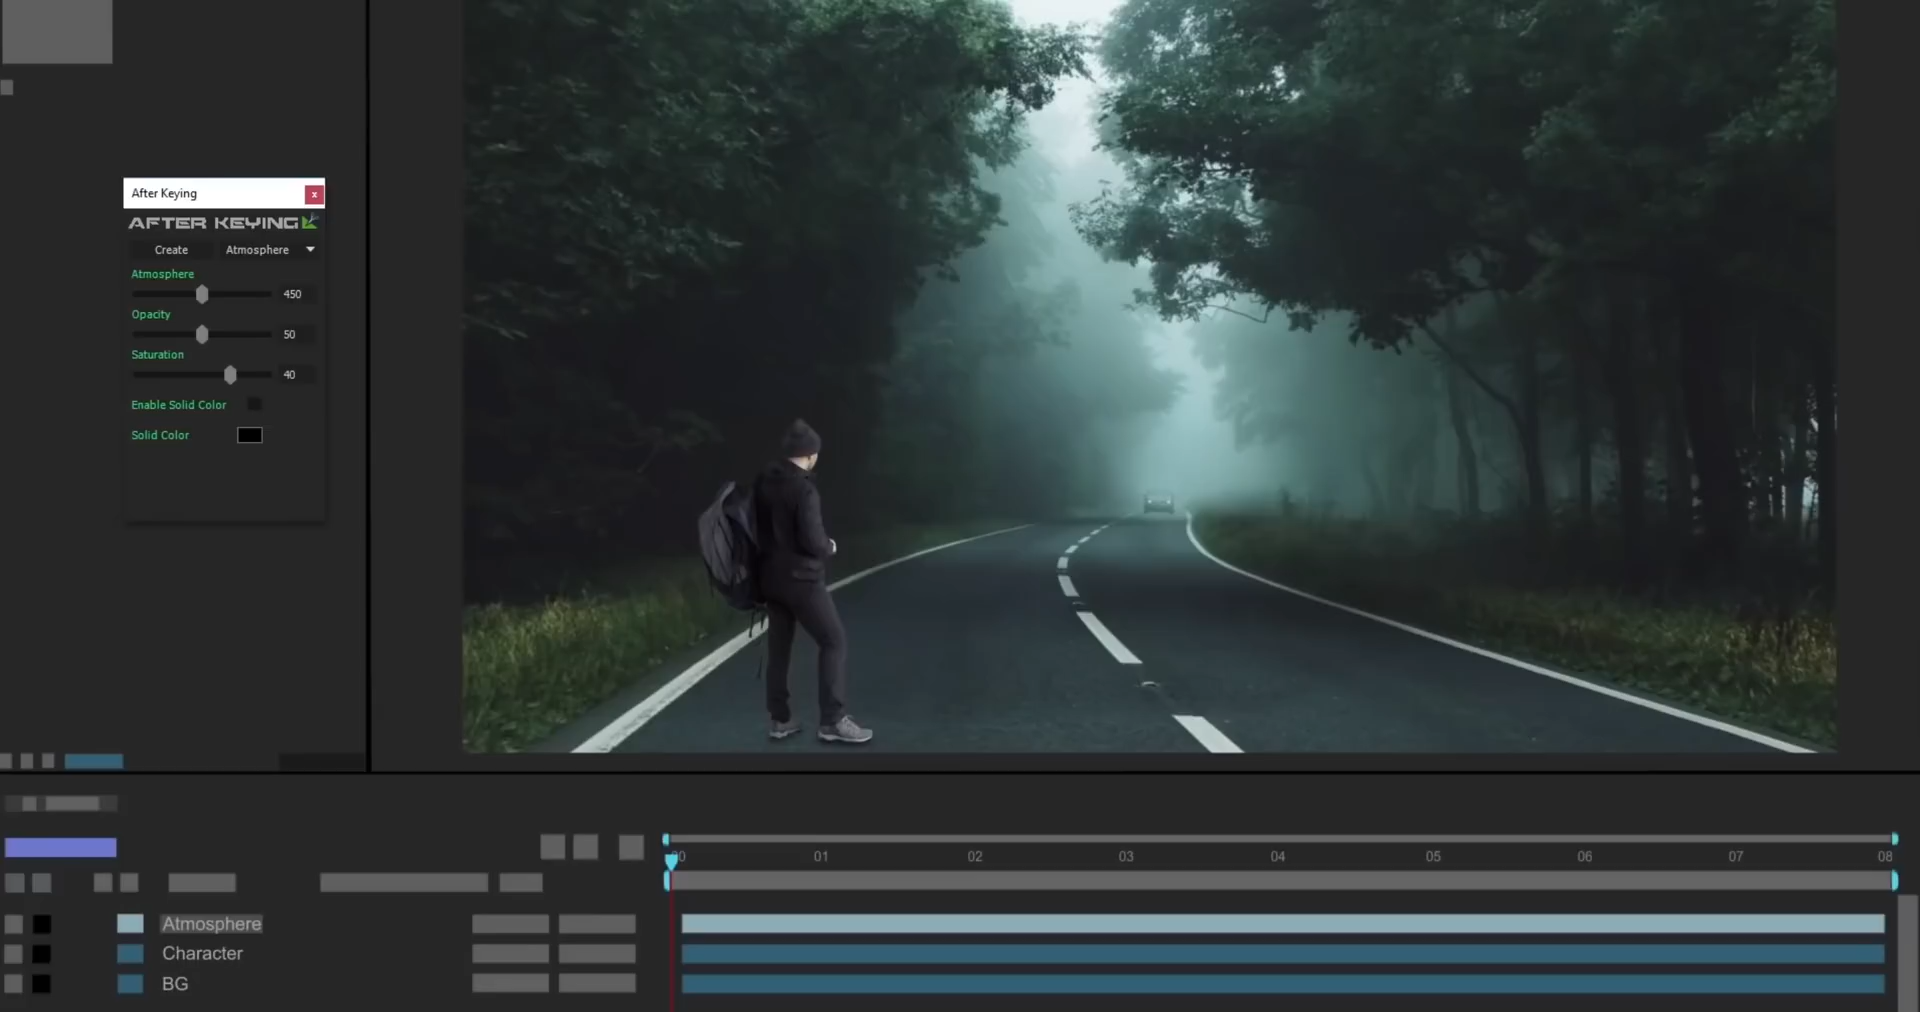 After Keying
x
AFTER KEYING
Create
Atmosphere
Atmosphere
450
Opacity
50
Saturation
40
Enable Solid Color
Solid Color
01 02 03 04 05 06 07 08
Atmosphere
Character
BG